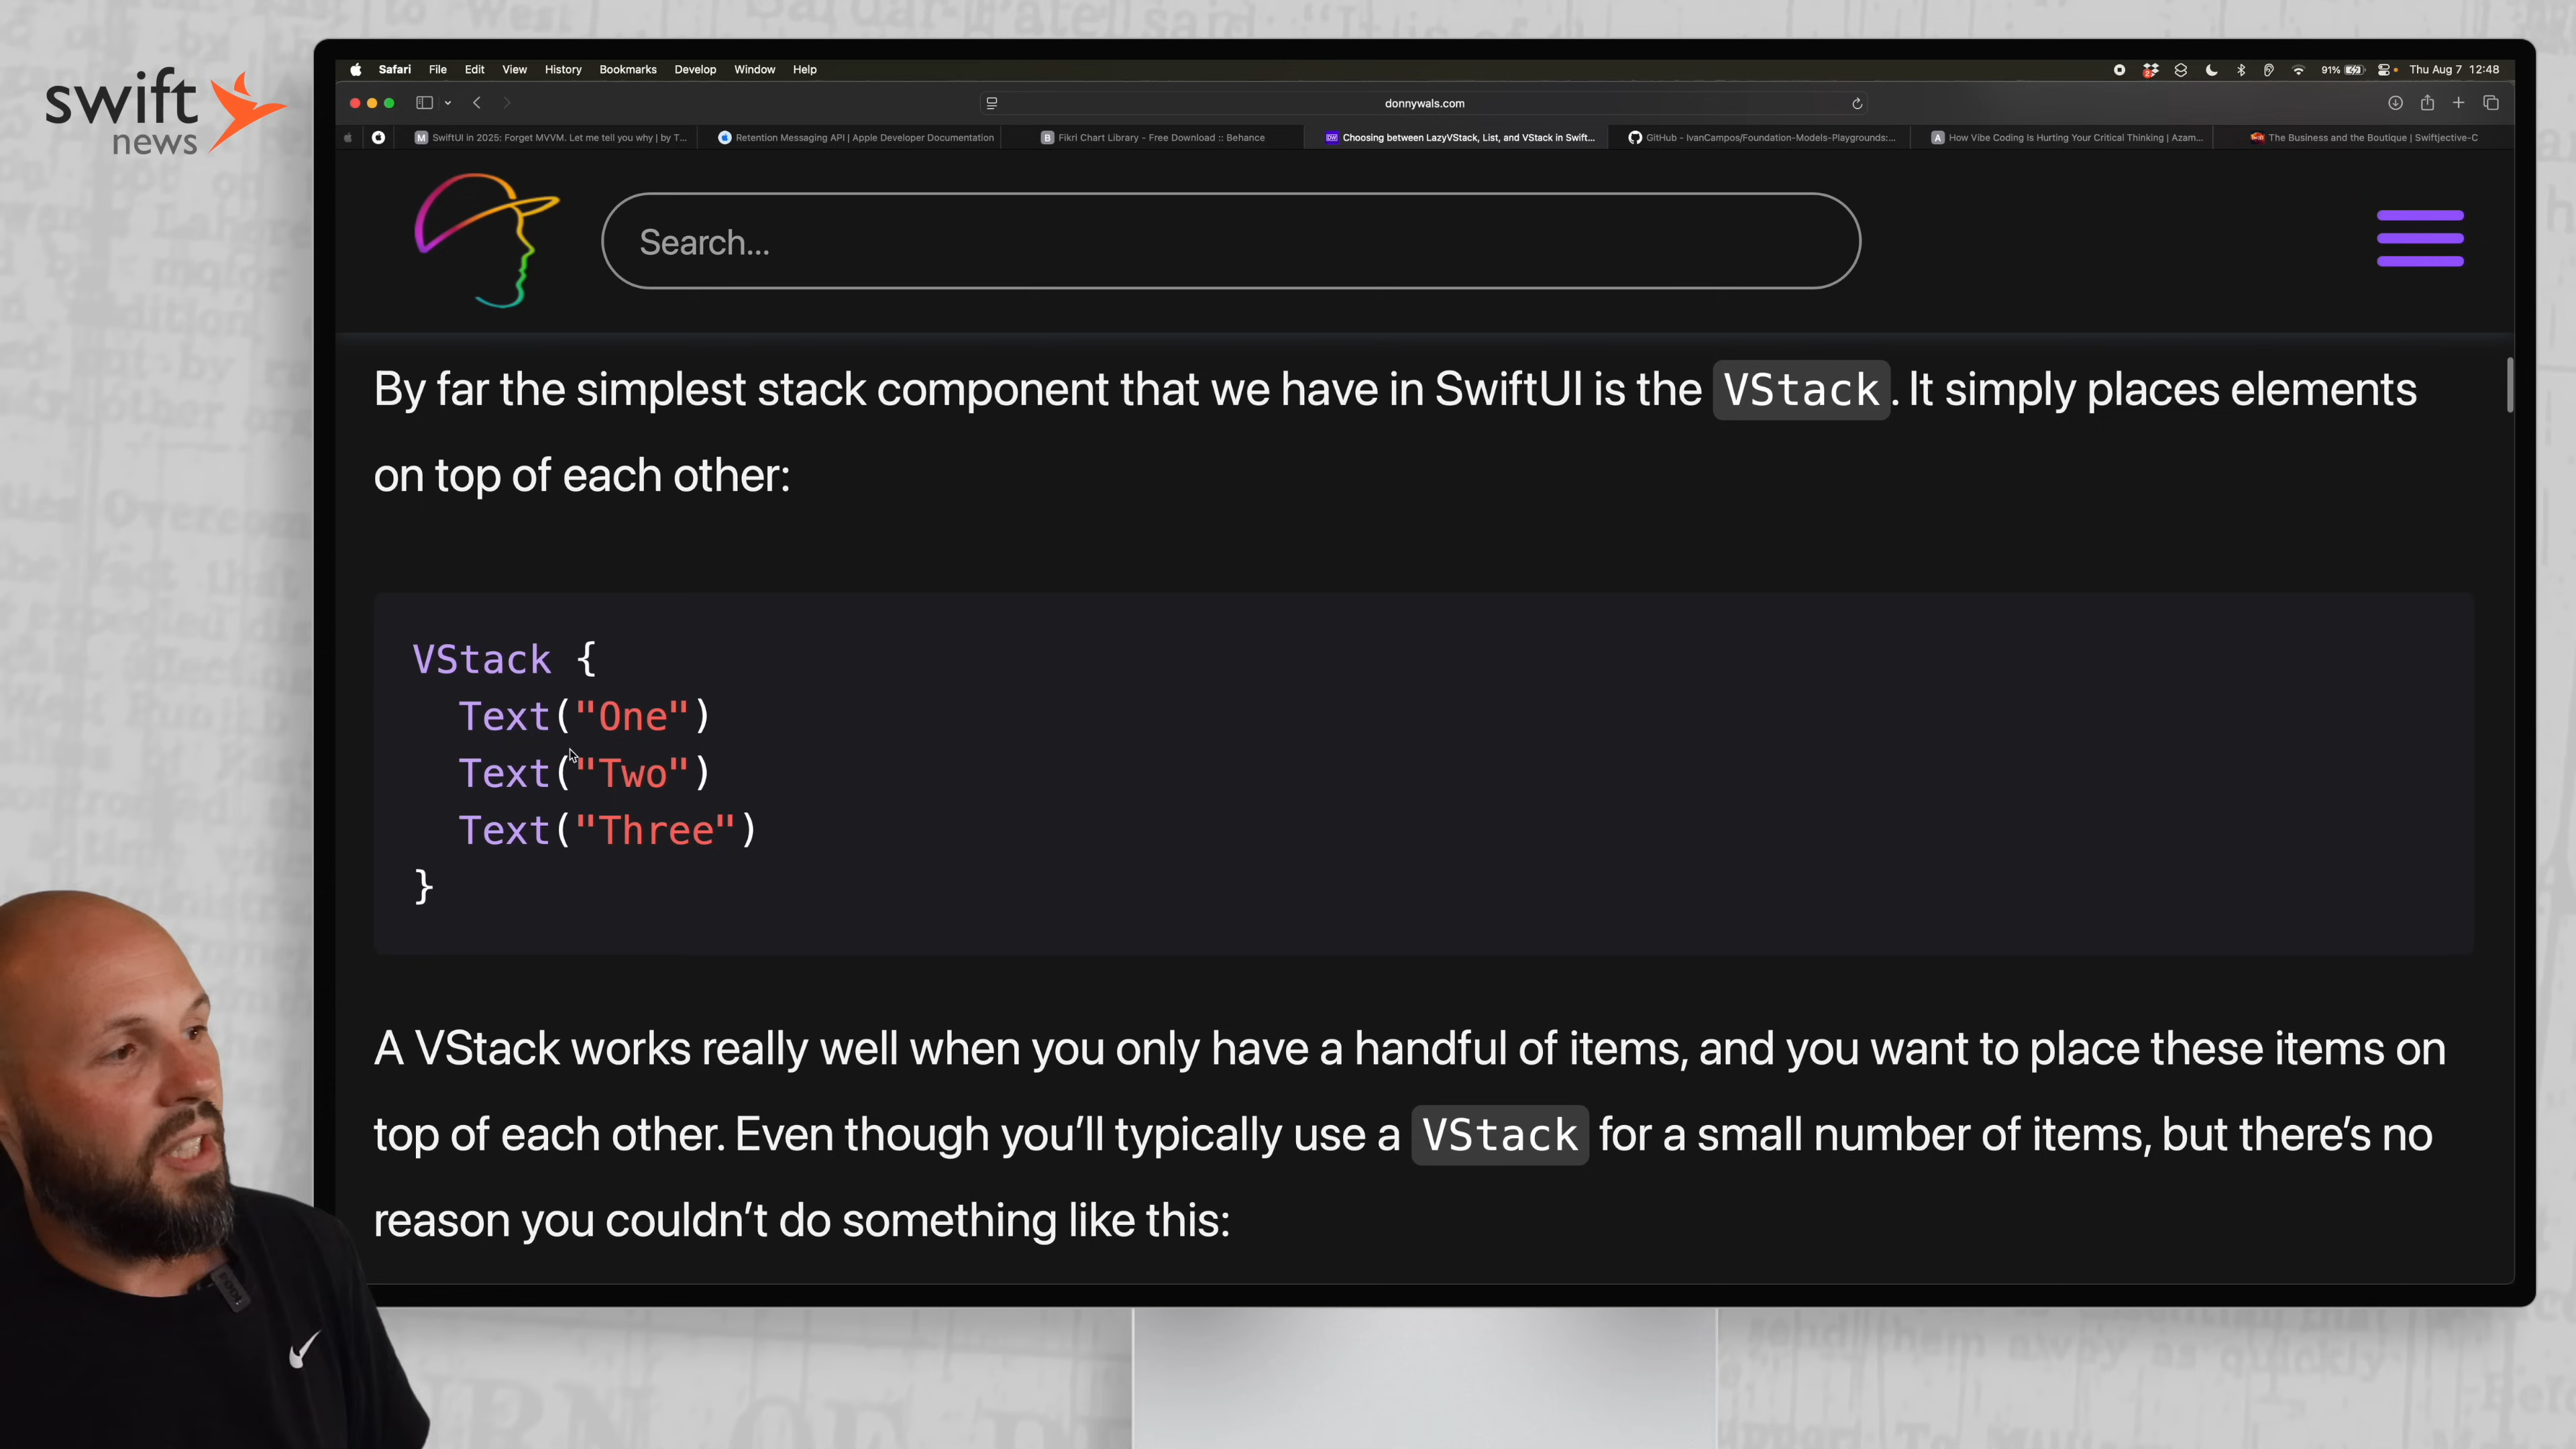 swift
news
Safari File Edit View History Bookmarks Develop Window Help
91% Thu Aug 7 12:48
donnywals.com
SwiftUI in 2025: Forget MVVM. Let me tell you why | by T...
Retention Messaging API | Apple Developer Documentation
Fikri Chart Library - Free Download :: Behance
Choosing between LazyVStack, List, and VStack in Swift...
GitHub - IvanCampos/Foundation-Models-Playgrounds:...
How Vibe Coding Is Hurting Your Critical Thinking | Azam...
The Business and the Boutique | Swiftjective-C
Search...
By far the simplest stack component that we have in SwiftUI is the VStack. It simply places elements
on top of each other:
VStack {
Text("One")
Text("Two")
Text("Three")
}
A VStack works really well when you only have a handful of items, and you want to place these items on
top of each other. Even though you'll typically use a VStack for a small number of items, but there's no
reason you couldn't do something like this: